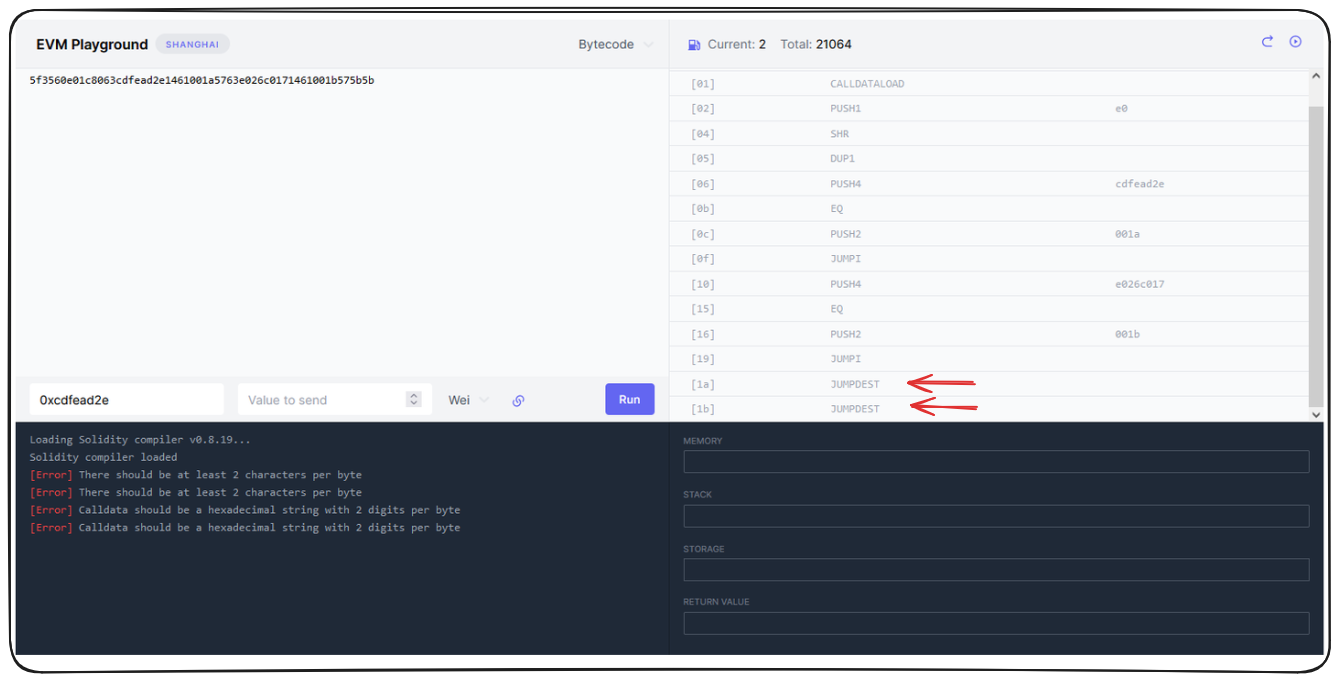 EVM Playground SHANGHAI Bytecode
5f3560e01c8063cdfead2e1461001a5763e026c0171461001b575b5b
0xcdfead2e Value to send Wei Run
Loading Solidity compiler v0.8.19...
Solidity compiler loaded
[Error] There should be at least 2 characters per byte
[Error] There should be at least 2 characters per byte
[Error] Calldata should be a hexadecimal string with 2 digits per byte
[Error] Calldata should be a hexadecimal string with 2 digits per byte
Current: 2 Total: 21064
[01] CALLDATALOAD
[02] PUSH1 e0
[04] SHR
[05] DUP1
[06] PUSH4 cdfead2e
[0b] EQ
[0c] PUSH2 001a
[0f] JUMPI
[10] PUSH4 e026c017
[15] EQ
[16] PUSH2 001b
[19] JUMPI
[1a] JUMPDEST
[1b] JUMPDEST
MEMORY
STACK
STORAGE
RETURN VALUE